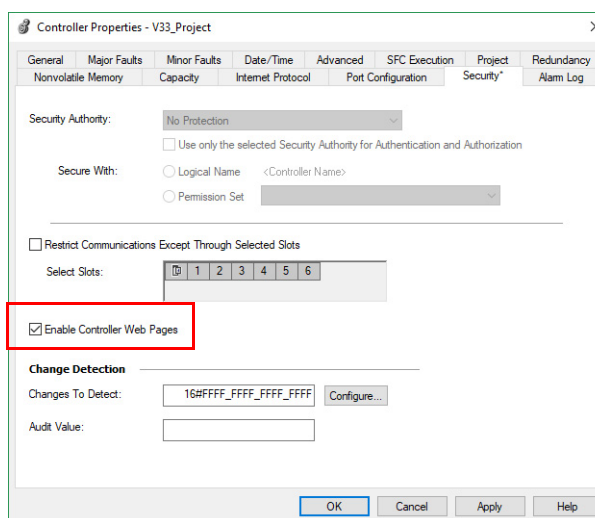 Controller Properties - V33_Project
General Major Faults Minor Faults Date/Time Advanced SFC Execution Project Redundancy
Nonvolatile Memory Capacity Internet Protocol Port Configuration Security* Alarm Log
Security Authority: No Protection
Use only the selected Security Authority for Authentication and Authorization
Secure With: Logical Name <Controller Name>
Permission Set
Restrict Communications Except Through Selected Slots
Select Slots: 1 2 3 4 5 6
Enable Controller Web Pages
Change Detection
Changes To Detect: 16#FFFF_FFFF_FFFF_FFFF Configure...
Audit Value:
OK Cancel Apply Help